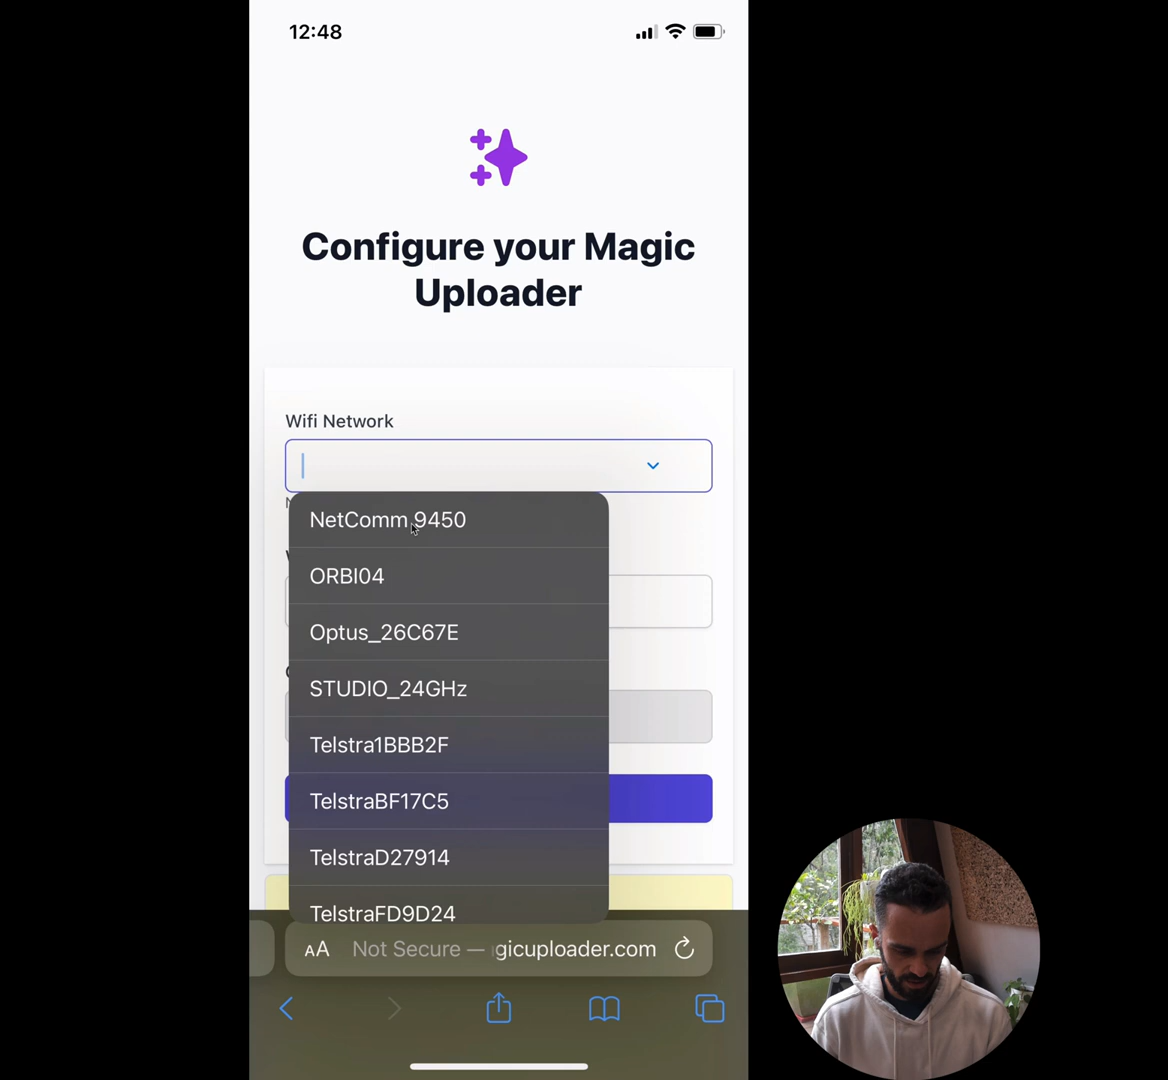 12:48
Configure your Magic
Uploader
Wifi Network
NetComm 9450
ORBI04
Optus_26C67E
STUDIO_24GHz
Telstra1BBB2F
TelstraBF17C5
TelstraD27914
TelstraFD9D24
AA Not Secure — gicuploader.com